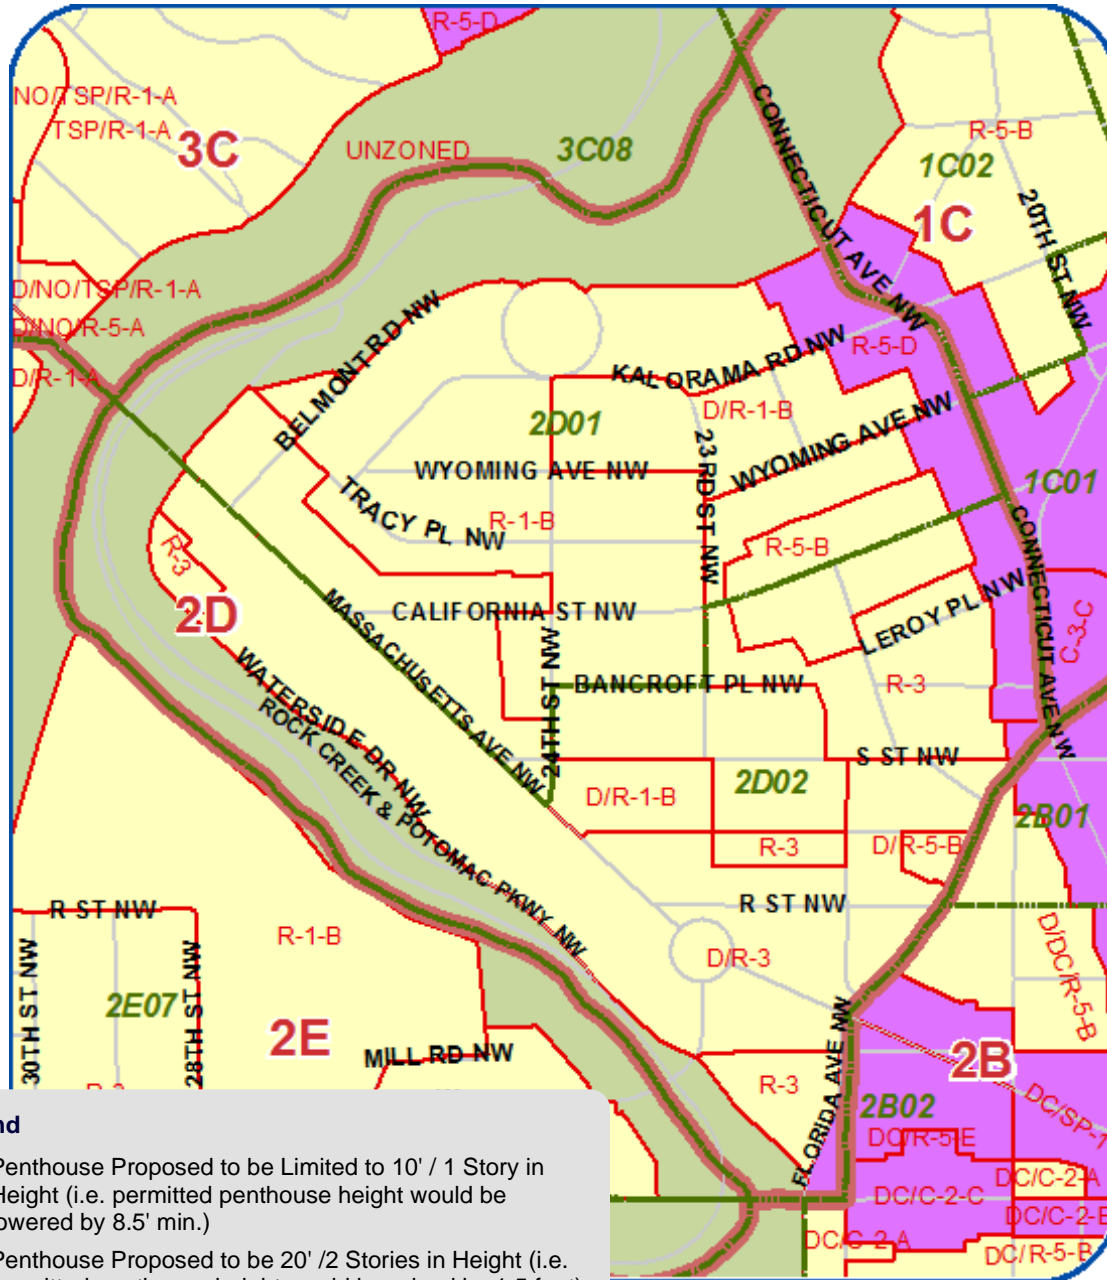 R-5-D
NO/TSP/R-1-A
TSP/R-1-A
3C
UNZONED
3C08
CONNECTICUT AVE NW
R-5-B
1C02
1C
20TH ST NW
D/NO/TSP/R-1-A
D/NO/R-5-A
D/R-1-A
BELMONT RD NW
KALORAMA RD NW
R-5-D
D/R-1-B
2D01
WYOMING AVE NW
WYOMING AVE NW
23RD ST NW
1C01
TRACY PL NW
R-1-B
R-5-B
CONNECTICUT AVE NW
R-3
2D
MASSACHUSETTS AVE NW
CALIFORNIA ST NW
LEROY PL NW
C-3-C
WATERSIDE DR NW
ROCK CREEK & POTOMAC PKWY NW
24TH ST NW
BANCROFT PL NW
R-3
S ST NW
2D02
D/R-1-B
2B01
R-3
D/R-5-B
R ST NW
R ST NW
R-1-B
D/R-3
D/DC/R-5-B
30TH ST NW
2E07
28TH ST NW
2E
MILL RD NW
FLORIDA AVE NW
2B
R-3
2B02
DC/SP-1
DC/R-5-E
DC/C-2-A
DC/C-2-C
DC/C-2-A
DC/R-5-B
nd
Penthouse Proposed to be Limited to 10' / 1 Story in
Height (i.e. permitted penthouse height would be
owered by 8.5' min.)
Penthouse Proposed to be 20' /2 Stories in Height (i.e.